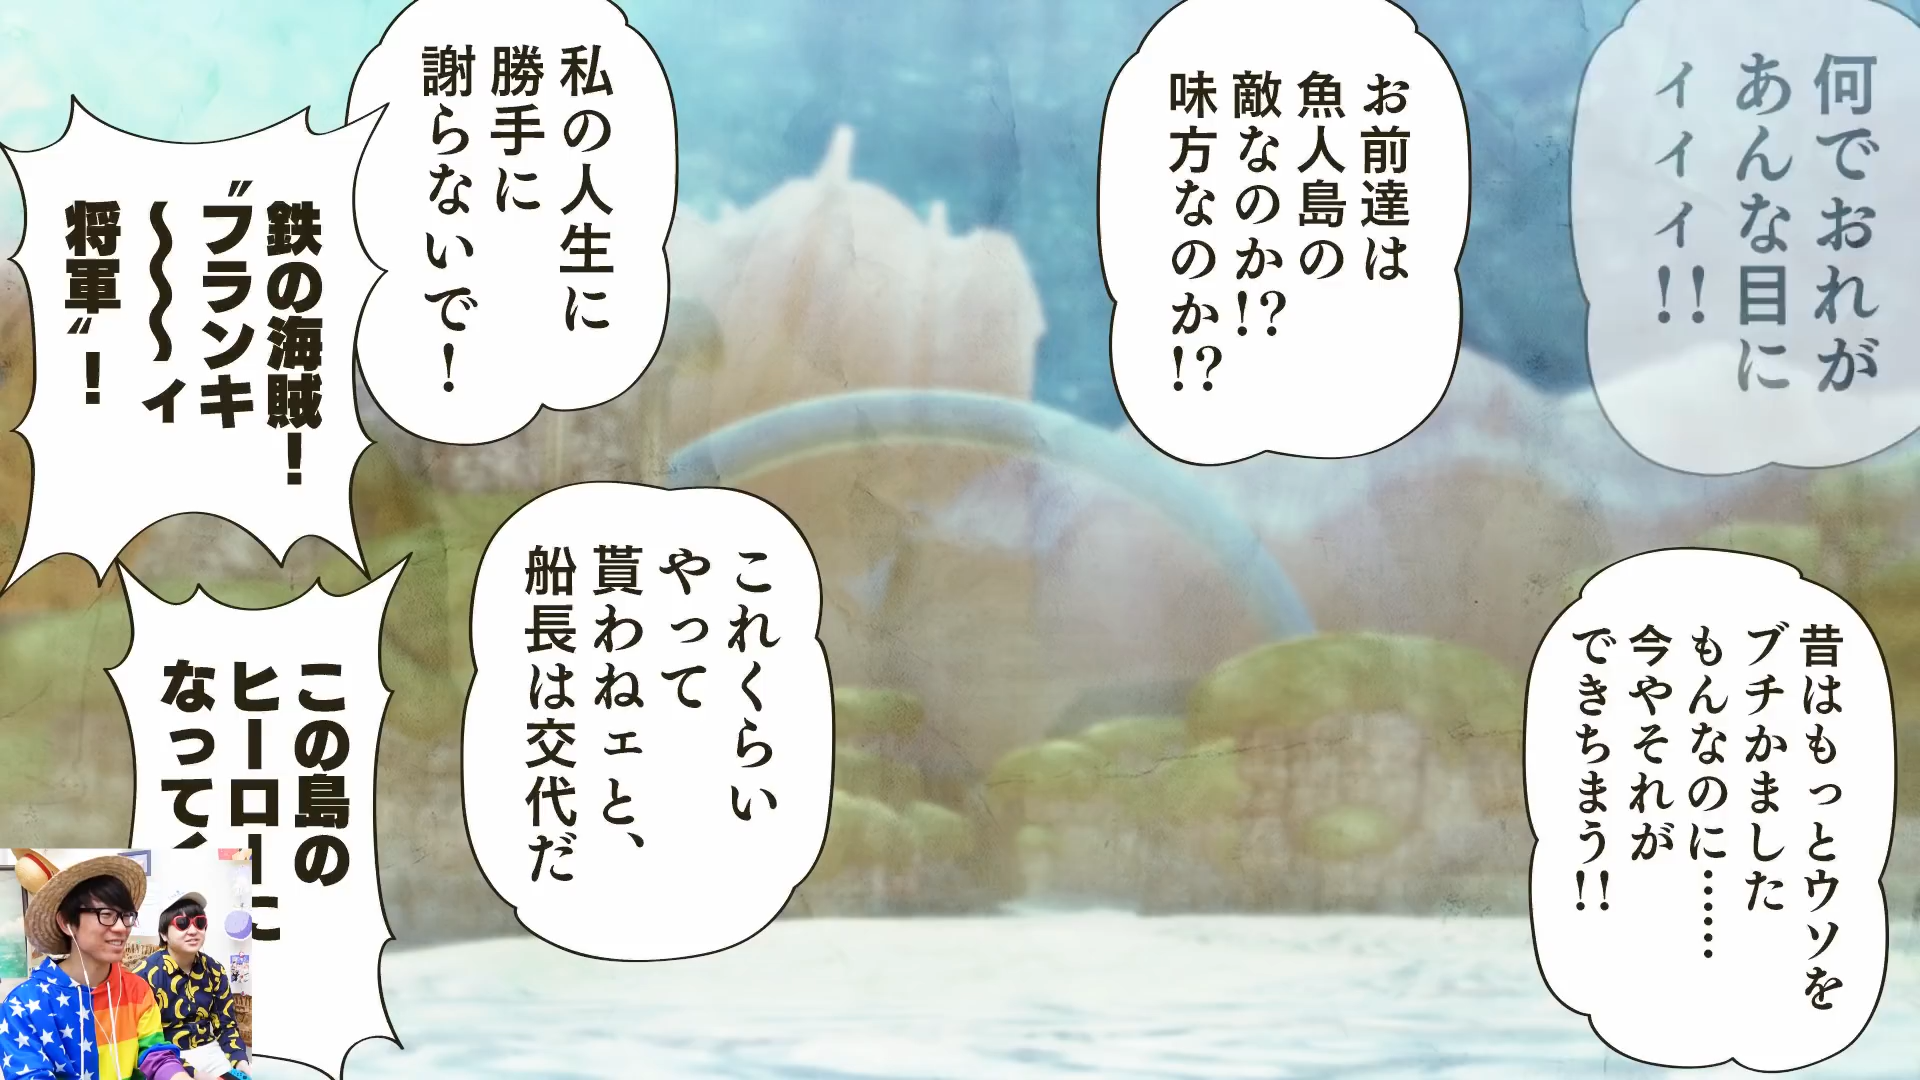 何でおれが
あんな目に
ィィィィ!!
お前達は
魚人島の
敵なのか!?
味方なのか!?
私の人生に
勝手に
謝らないで!
鉄の海賊!
〝フランキ
〜〜〜ィ
将軍〟!
昔はもっとウソを
ブチかました
もんなのに……
今やそれが
できちまう!!
これくらい
やって
貰わねェと、
船長は交代だ
この島の
ヒーローに
なって